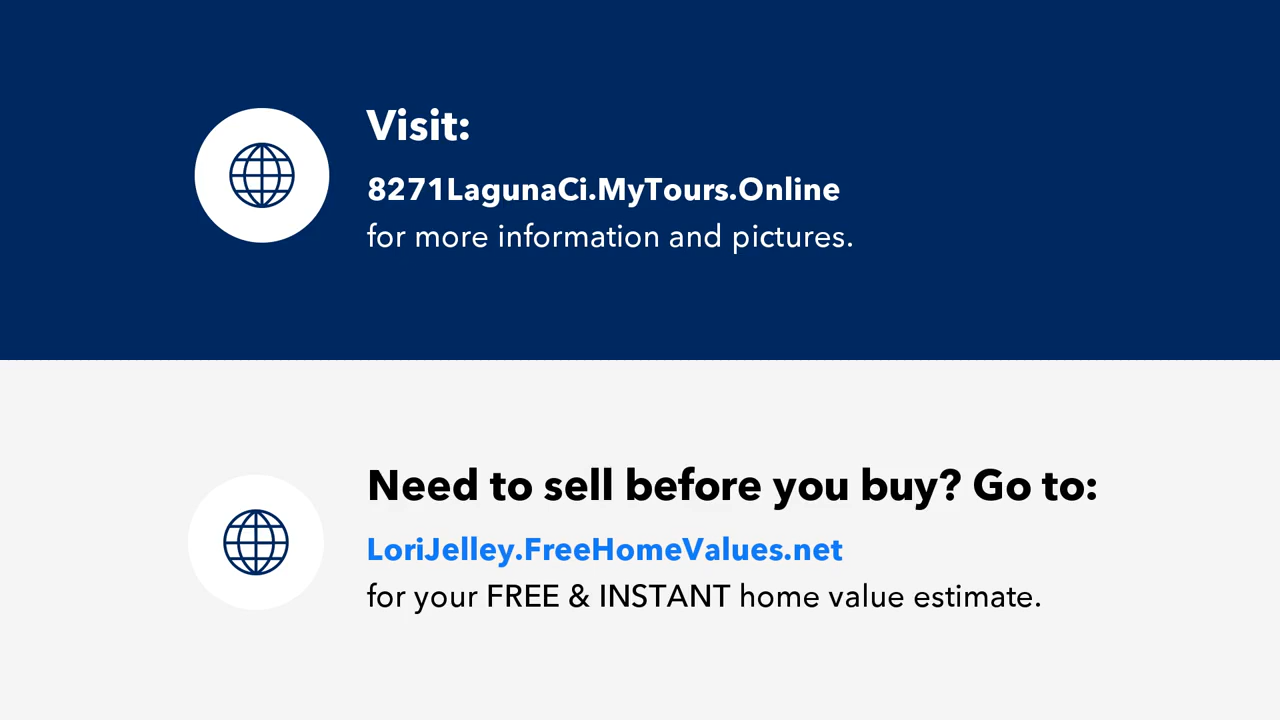 Visit:
8271LagunaCi.MyTours.Online
for more information and pictures.
Need to sell before you buy? Go to:
LoriJelley.FreeHomeValues.net
for your FREE & INSTANT home value estimate.